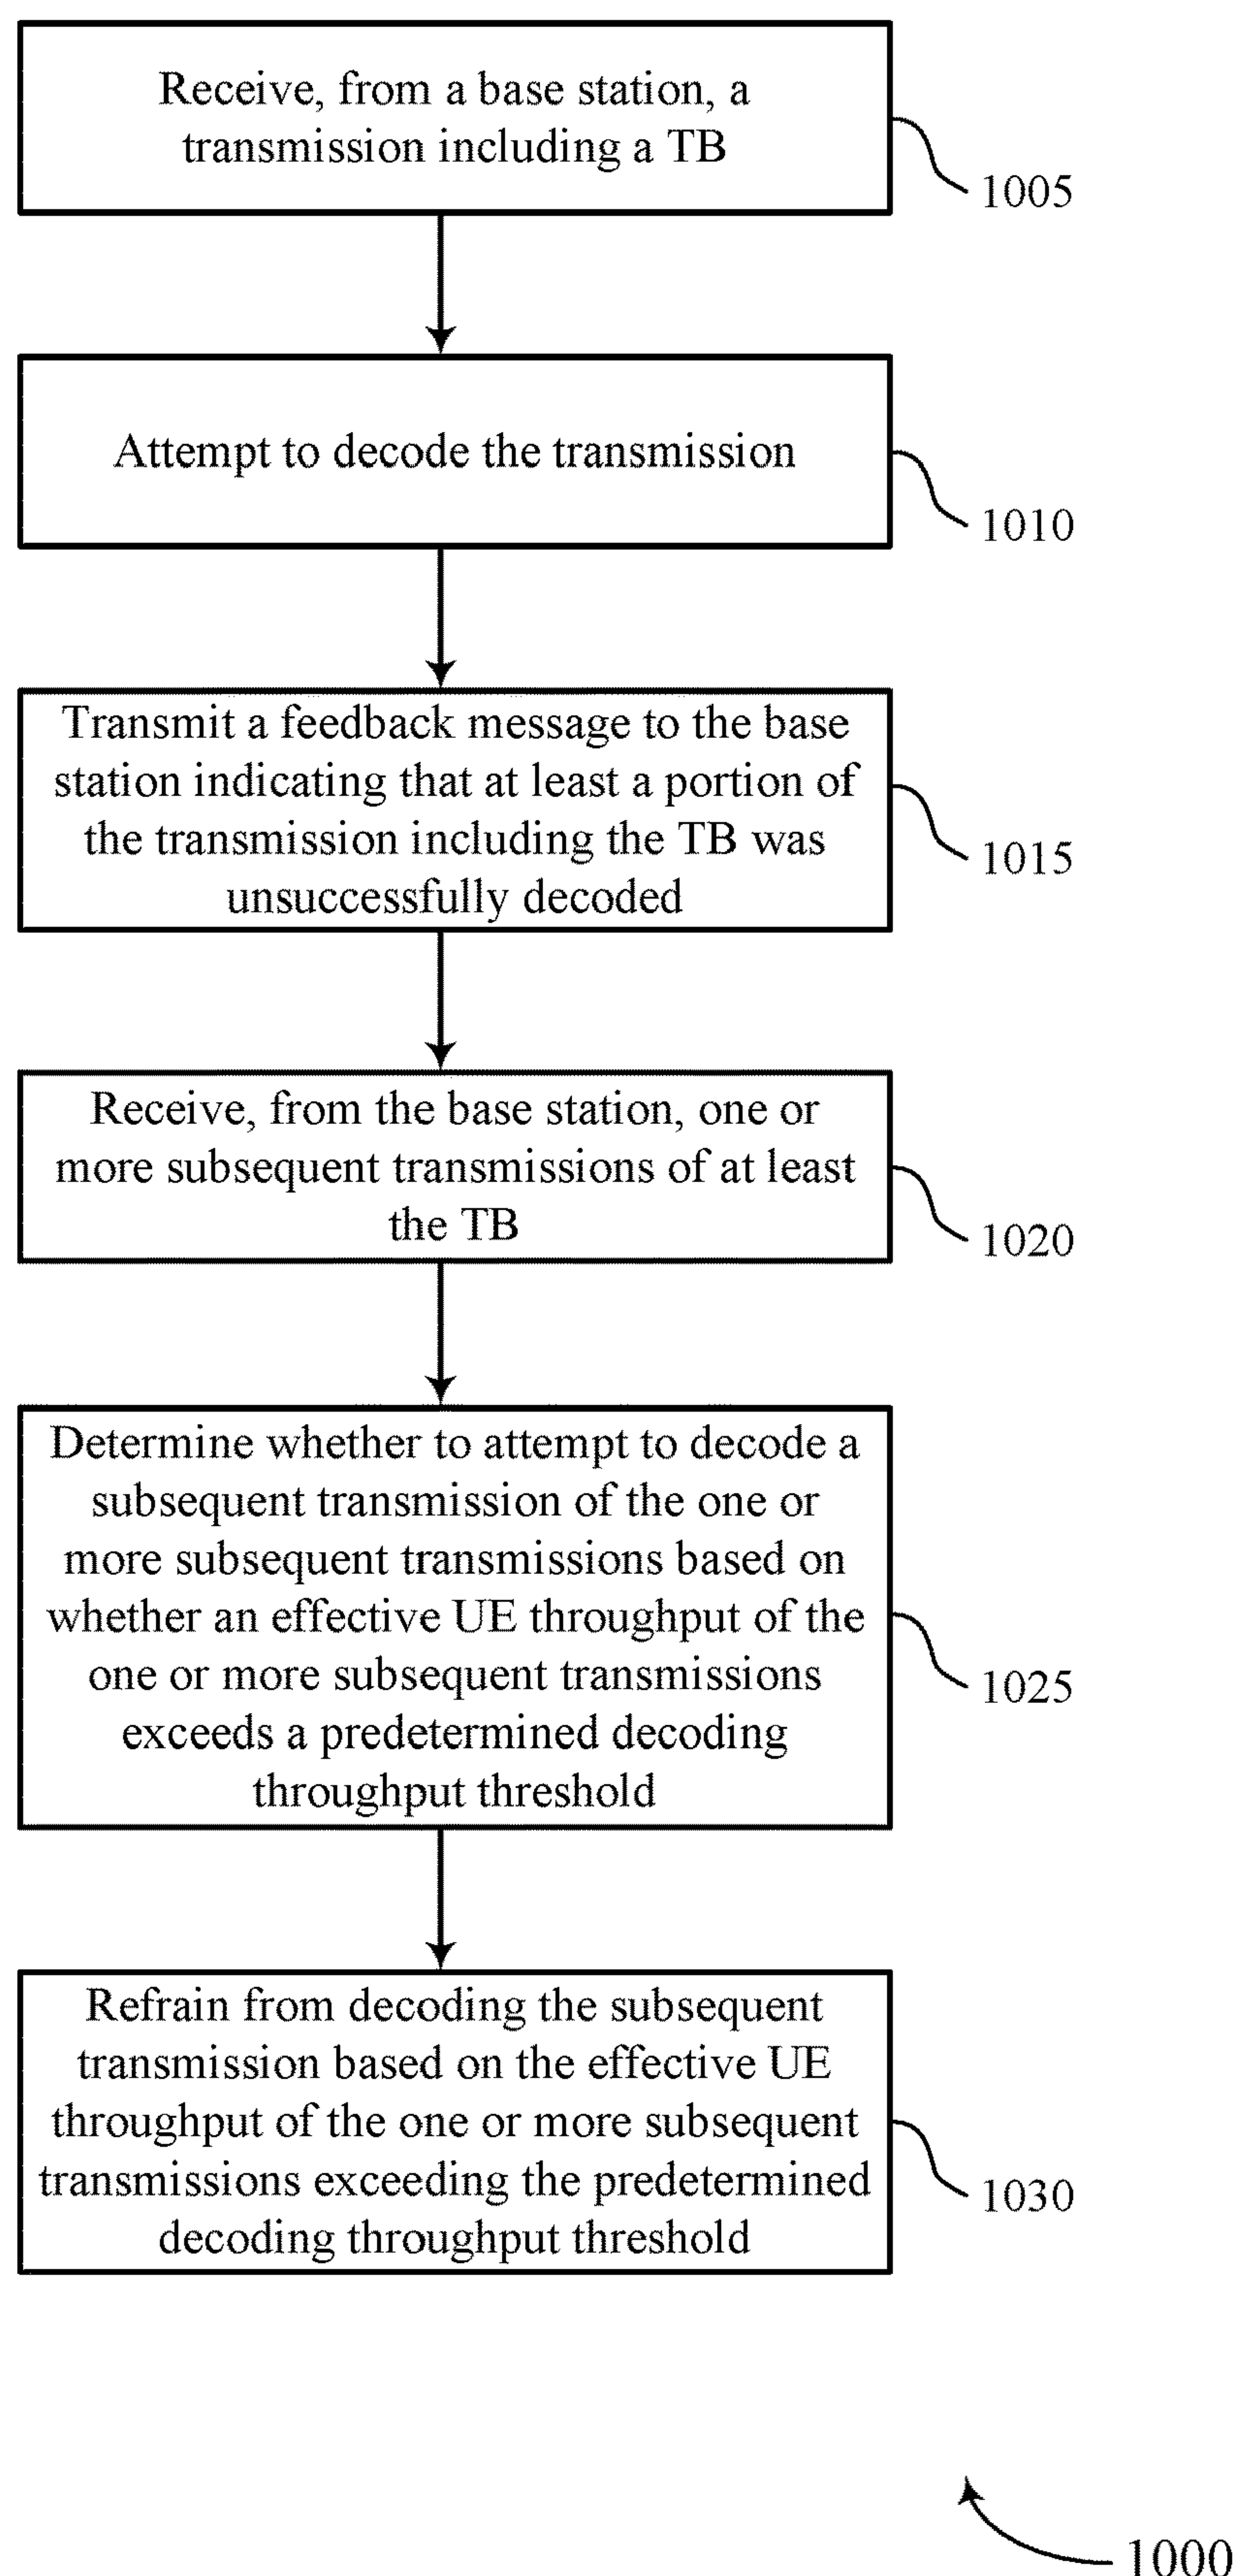 Receive, from a base station, a
transmission including a TB
1005
Attempt to decode the transmission
1010
Transmit a feedback message to the base
station indicating that at least a portion of
the transmission including the TB was
unsuccessfully decoded
1015
Receive, from the base station, one or
more subsequent transmissions of at least
the TB
1020
Determine whether to attempt to decode a
subsequent transmission of the one or
more subsequent transmissions based on
whether an effective UE throughput of the
one or more subsequent transmissions
exceeds a predetermined decoding
throughput threshold
1025
Refrain from decoding the subsequent
transmission based on the effective UE
throughput of the one or more subsequent
transmissions exceeding the predetermined
decoding throughput threshold
1030
1000